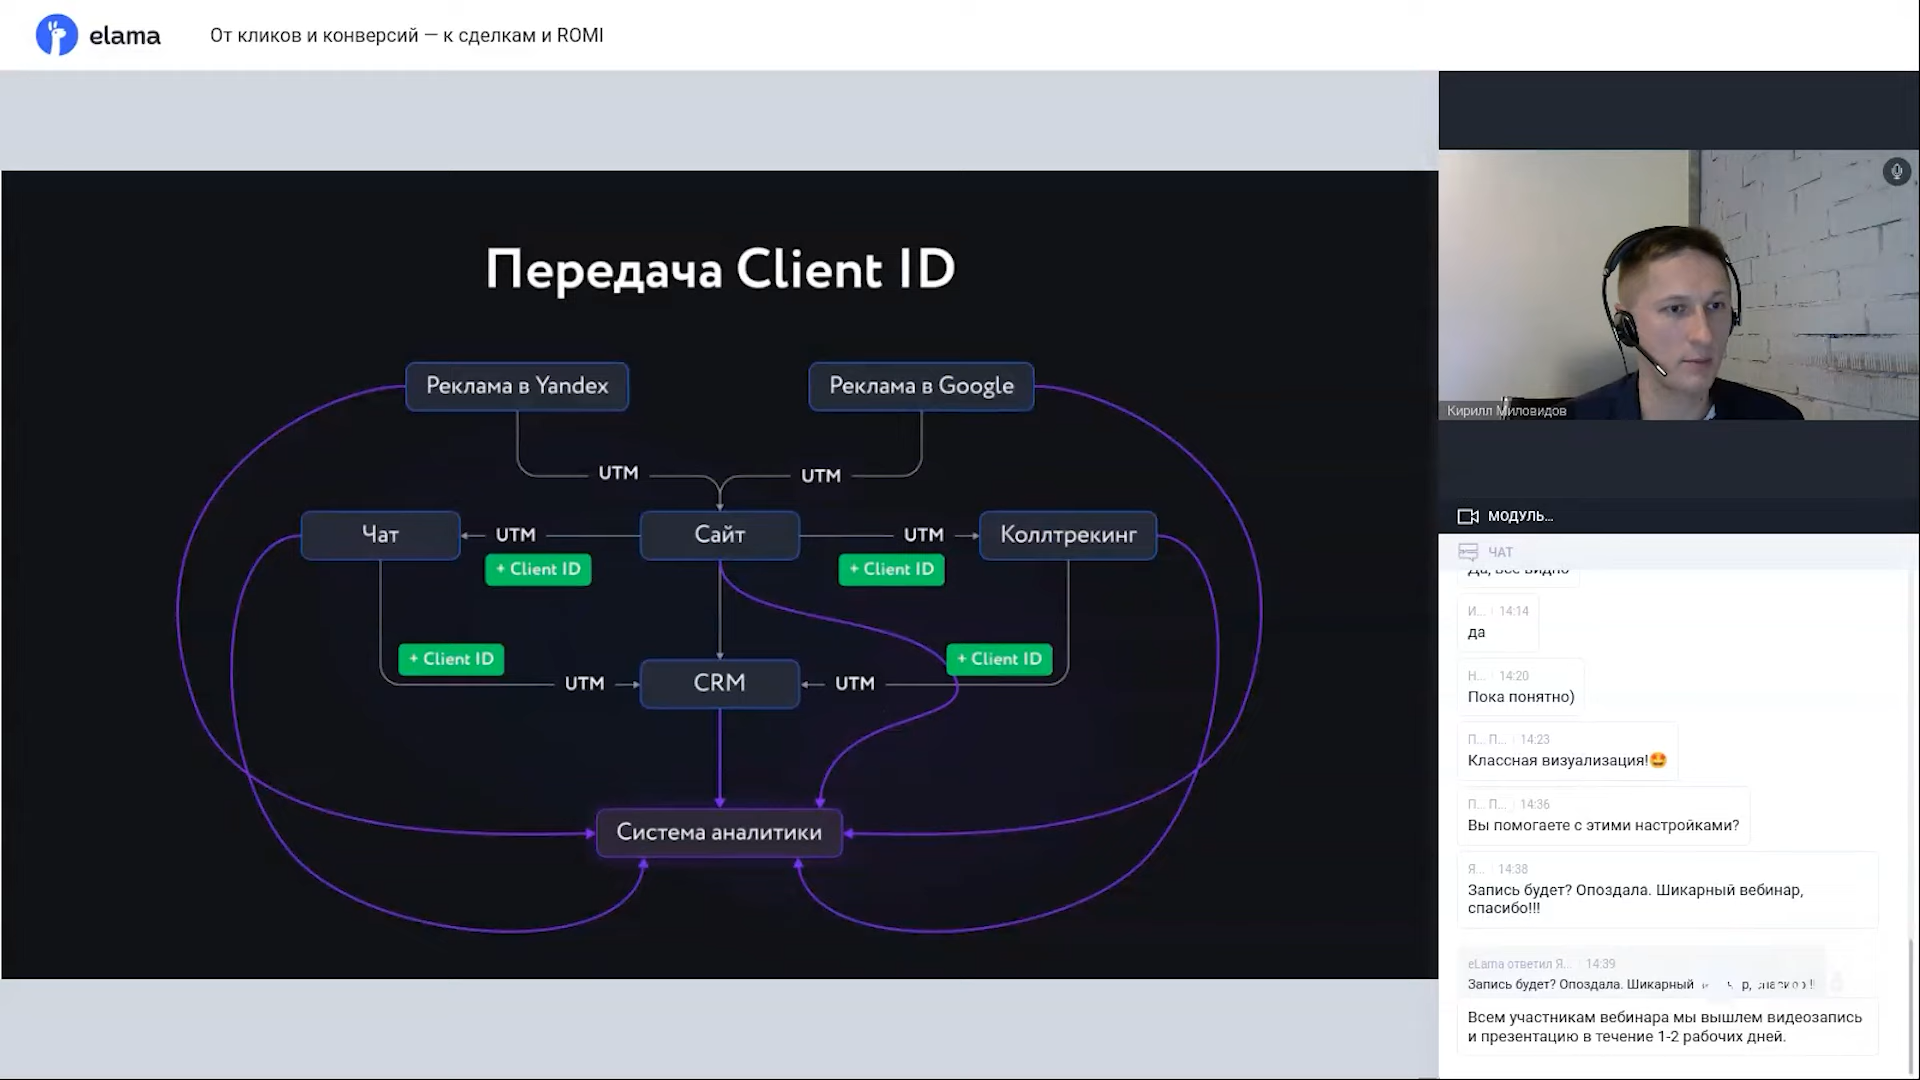 elama
От кликов и конверсий — к сделкам и ROMI
Передача Client ID
Реклама в Yandex
Реклама в Google
UTM
UTM
Чат
UTM
Сайт
UTM
Коллтрекинг
+ Client ID
+ Client ID
+ Client ID
+ Client ID
UTM
CRM
UTM
Система аналитики
Кирилл Миловидов
МОДУЛЬ...
ЧАТ
Да, все видно
И... 14:14
да
Н... 14:20
Пока понятно)
П... П... 14:23
Классная визуализация!🤩
П... П... 14:36
Вы помогаете с этими настройками?
Я... 14:38
Запись будет? Опоздала. Шикарный вебинар,
спасибо!!!
eLama ответил Я... 14:39
Запись будет? Опоздала. Шикарный
Всем участникам вебинара мы вышлем видеозапись
и презентацию в течение 1-2 рабочих дней.